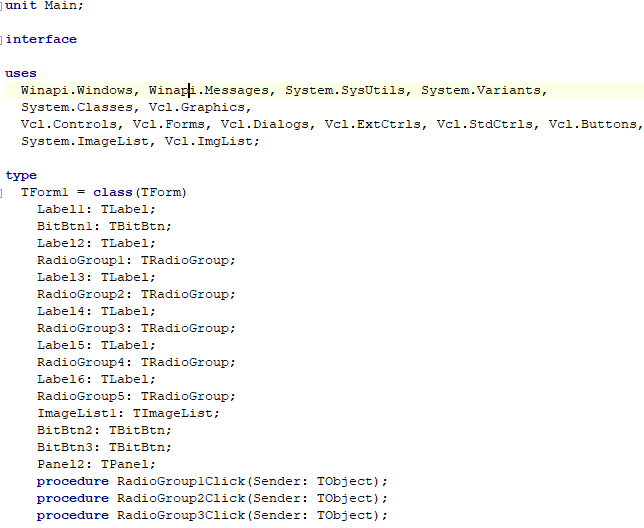 unit Main;
interface
uses
Winapi.Windows, Winapi.Messages, System.SysUtils, System.Variants,
System.Classes, Vcl.Graphics,
Vcl.Controls, Vcl.Forms, Vcl.Dialogs, Vcl.ExtCtrls, Vcl.StdCtrls, Vcl.Buttons,
System.ImageList, Vcl.ImgList;
type
TForm1 = class(TForm)
Label1: TLabel;
BitBtn1: TBitBtn;
Label2: TLabel;
RadioGroup1: TRadioGroup;
Label3: TLabel;
RadioGroup2: TRadioGroup;
Label4: TLabel;
RadioGroup3: TRadioGroup;
Label5: TLabel;
RadioGroup4: TRadioGroup;
Label6: TLabel;
RadioGroup5: TRadioGroup;
ImageList1: TImageList;
BitBtn2: TBitBtn;
BitBtn3: TBitBtn;
Panel2: TPanel;
procedure RadioGroup1Click(Sender: TObject);
procedure RadioGroup2Click(Sender: TObject);
procedure RadioGroup3Click(Sender: TObject);